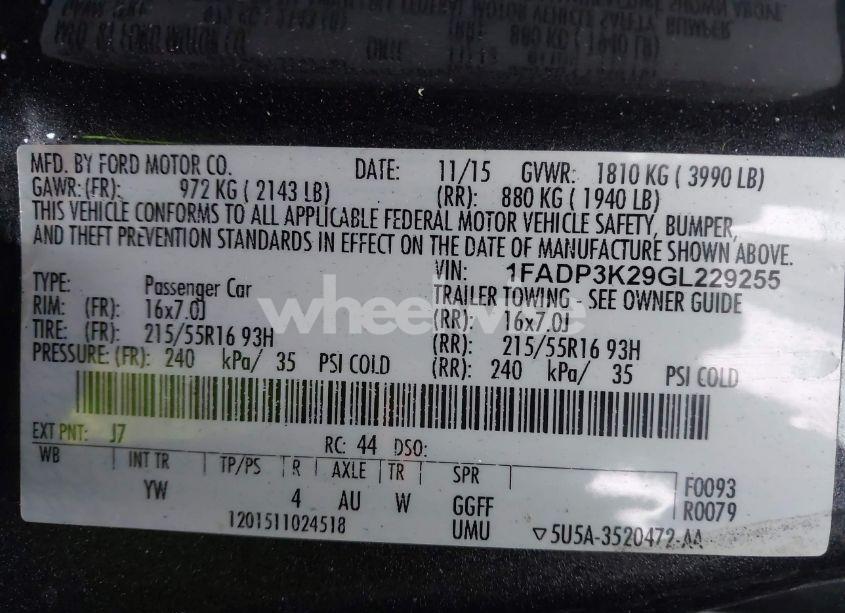 MFD. BY FORD MOTOR CO. DATE: 11/15 GVWR: 1810 KG ( 3990 LB)
GAWR:(FR): 972 KG ( 2143 LB) (RR): 880 KG ( 1940 LB)
THIS VEHICLE CONFORMS TO ALL APPLICABLE FEDERAL MOTOR VEHICLE SAFETY, BUMPER,
AND THEFT PREVENTION STANDARDS IN EFFECT ON THE DATE OF MANUFACTURE SHOWN ABOVE.
VIN: 1FADP3K29GL229255
TYPE: Passenger Car TRAILER TOWING - SEE OWNER GUIDE
RIM: (FR): 16x7.0J (RR): 16x7.0J
TIRE: (FR): 215/55R16 93H (RR): 215/55R16 93H
PRESSURE: (FR): 240 kPa/ 35 PSI COLD (RR): 240 kPa/ 35 PSI COLD
EXT PNT: J7 RC: 44 DSO:
WB INT TR TP/PS R AXLE TR SPR
YW 4 AU W GGFF F0093
1201511024518 UMU R0079
5U5A-3520472-AA